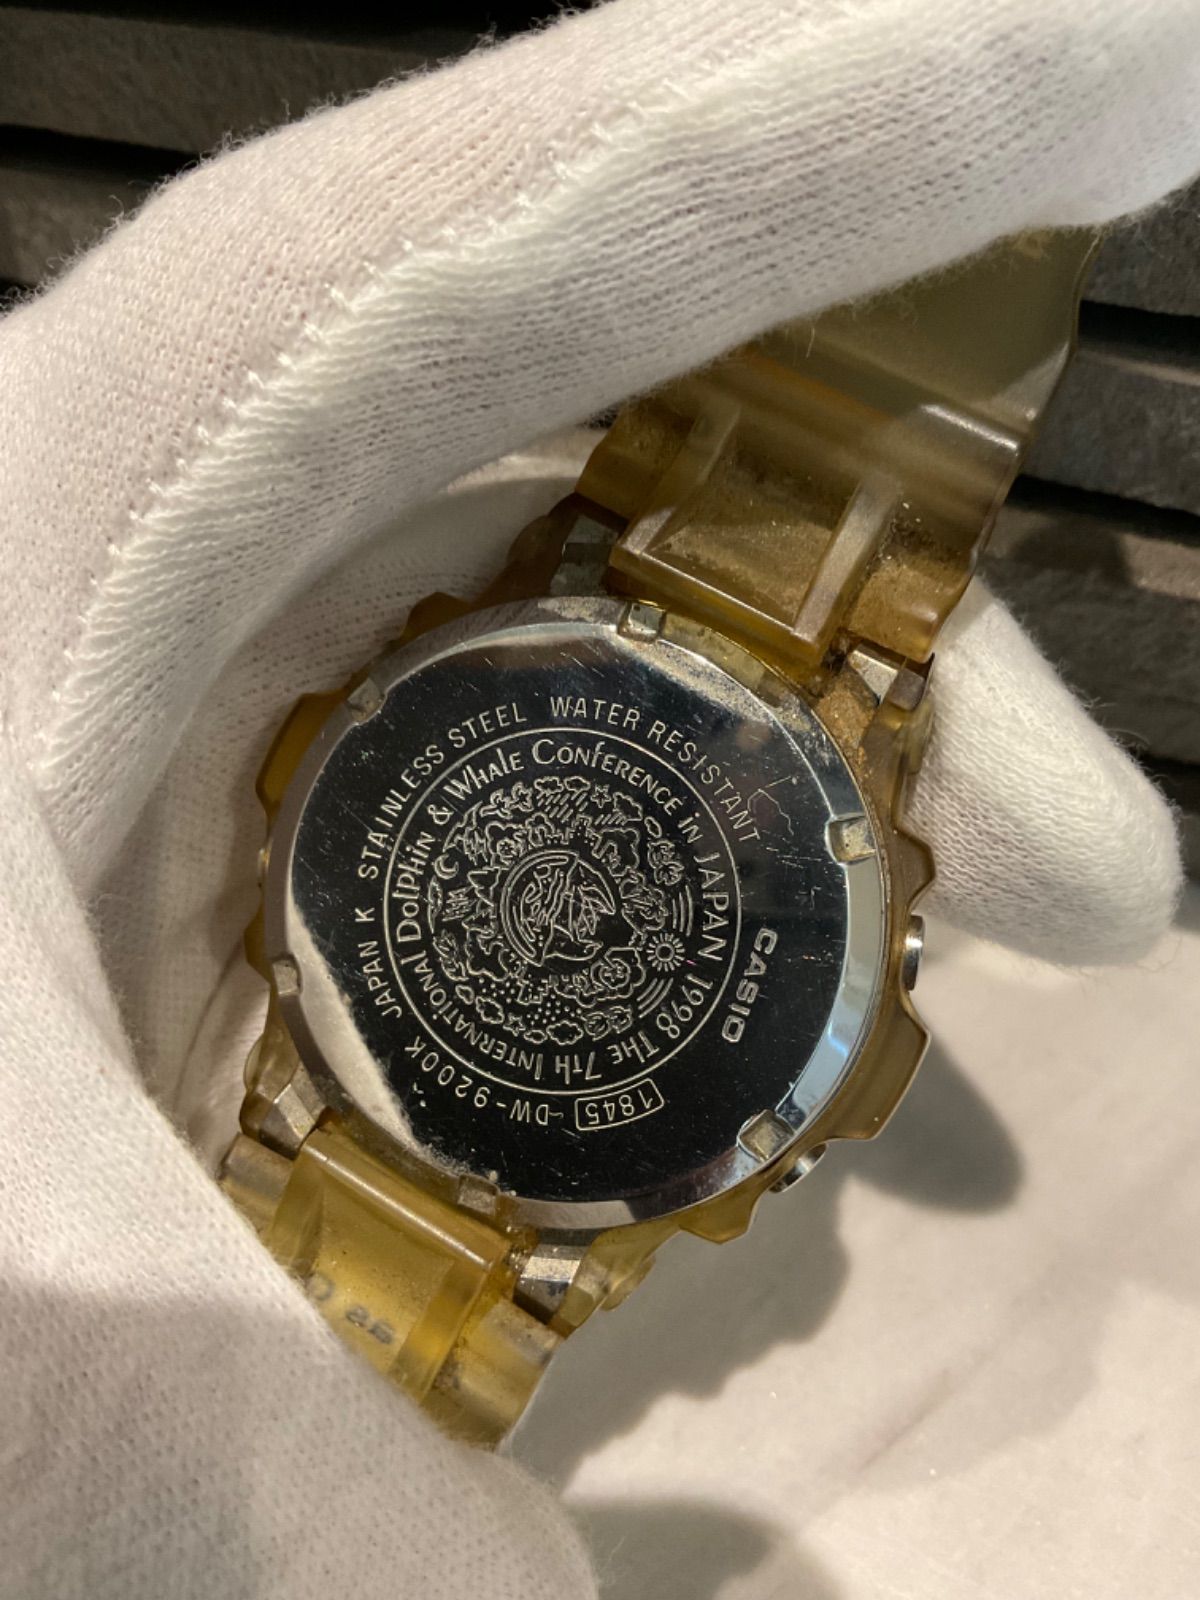 STAINLESS STEEL WATER RESISTANT
CASIO
1845 DW-9200K JAPAN K
1998 The 7th International Dolphin & Whale Conference in JAPAN